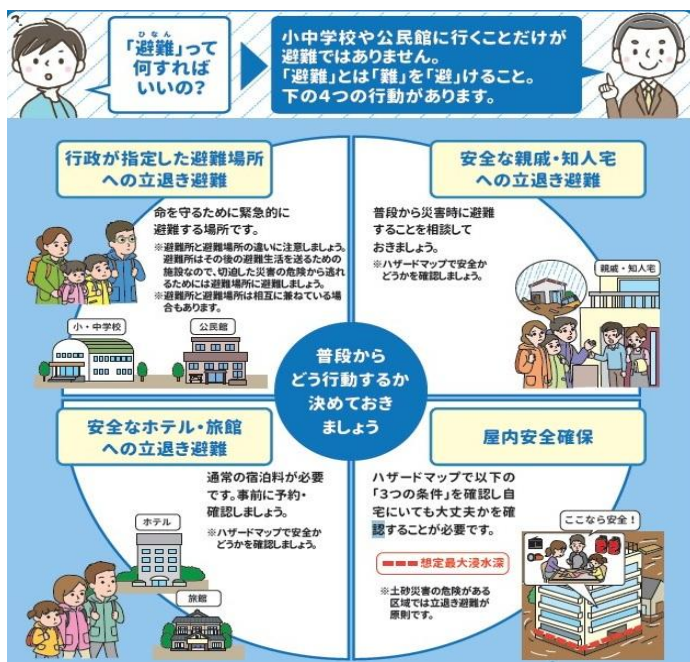 ?
ひなん
「避難」って
何すれば
いいの?
小中学校や公民館に行くことだけが
避難ではありません。
「避難」とは「難」を「避」けること。
下の4つの行動があります。
行政が指定した避難場所
への立退き避難
命を守るために緊急的に
避難する場所です。
※避難所と避難場所の違いに注意しましょう。
避難所はその後の避難生活を送るための
施設なので、切迫した災害の危険から逃れ
るためには避難場所に避難しましょう。
※避難所と避難場所は相互に兼ねている場
合もあります。
小・中学校
公民館
安全な親戚・知人宅
への立退き避難
普段から災害時に避難
することを相談して
おきましょう。
※ハザードマップで安全か
どうかを確認しましょう。
親戚・知人宅
普段から
どう行動するか
決めておき
ましょう
安全なホテル・旅館
への立退き避難
通常の宿泊料が必要
です。事前に予約・
確認しましょう。
※ハザードマップで安全か
どうかを確認しましょう。
ホテル
旅館
屋内安全確保
ハザードマップで以下の
「3つの条件」を確認し自
宅にいても大丈夫かを確
認することが必要です。
想定最大浸水深
※土砂災害の危険がある
区域では立退き避難が
原則です。
ここなら安全!